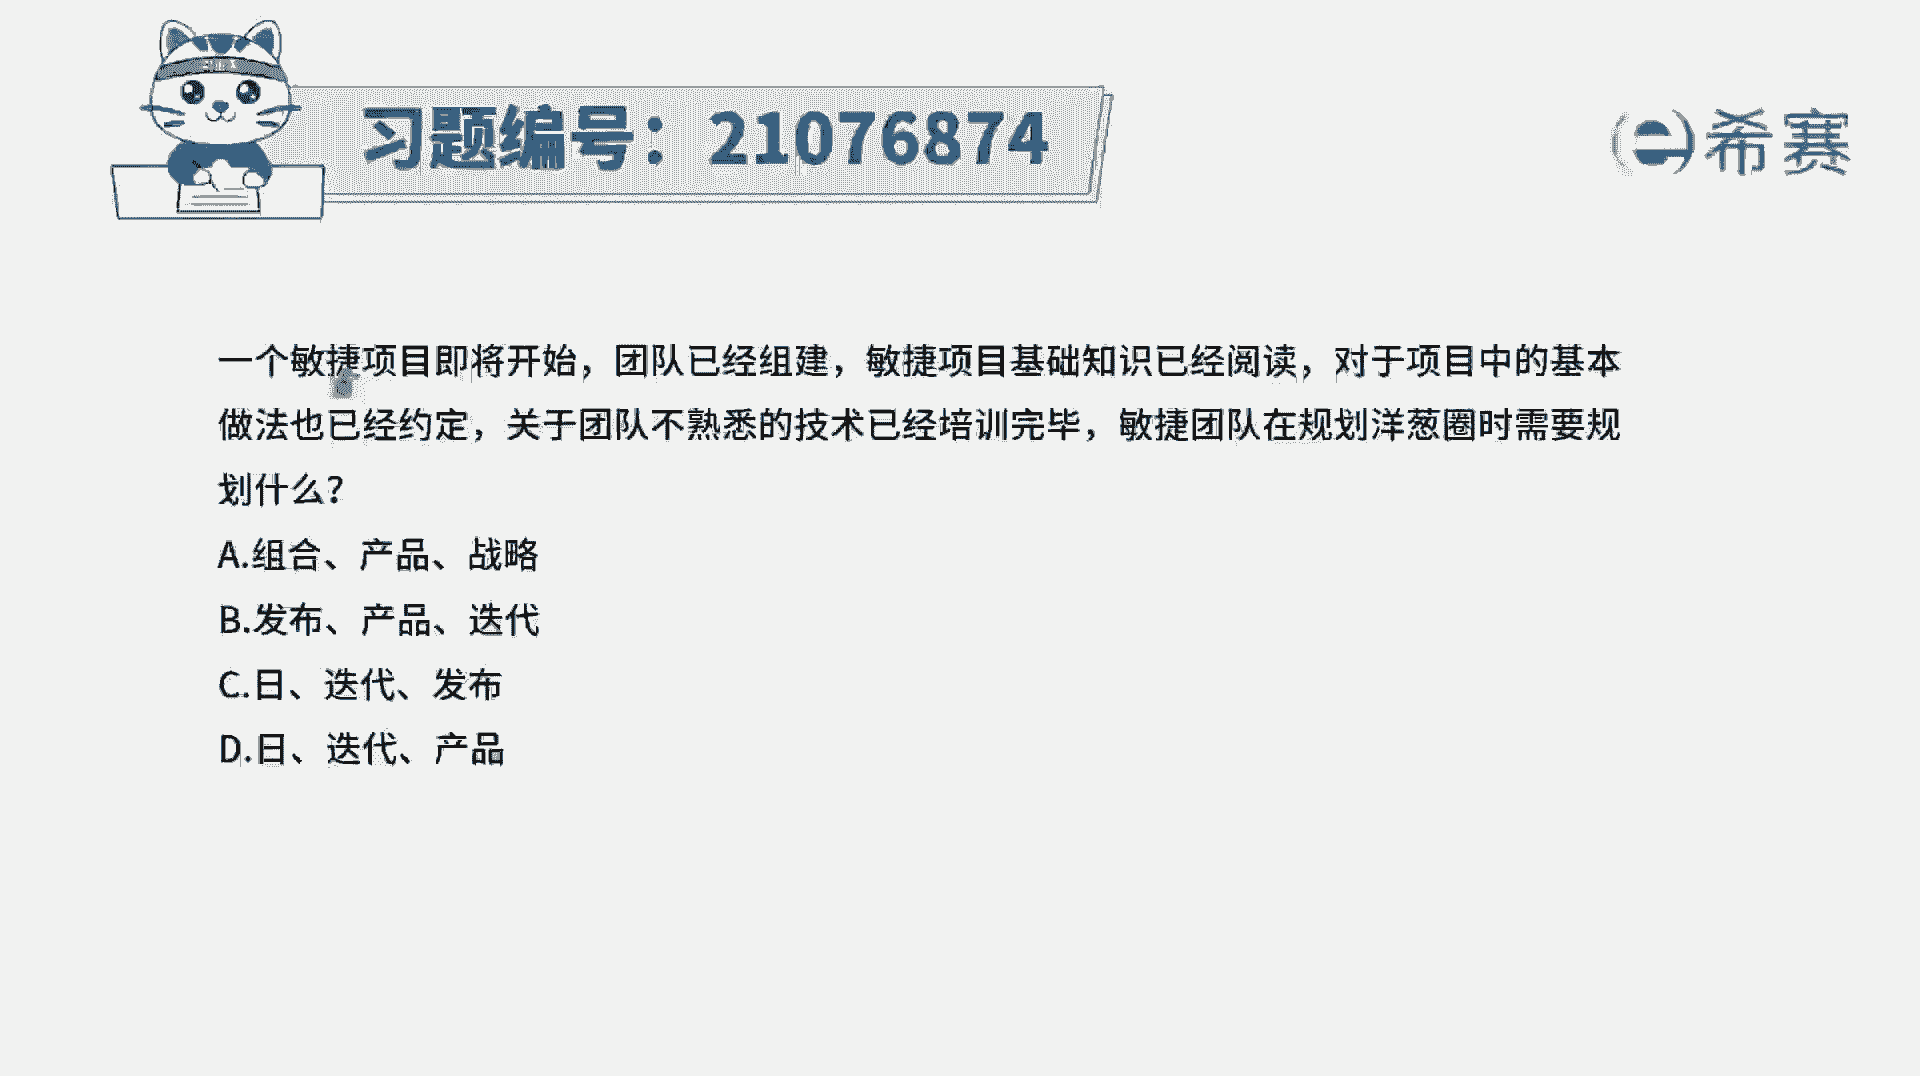 习题编号：21076874
希赛
一个敏捷项目即将开始，团队已经组建，敏捷项目基础知识已经阅读，对于项目中的基本
做法也已经约定，关于团队不熟悉的技术已经培训完毕，敏捷团队在规划洋葱圈时需要规
划什么？
A.组合、产品、战略
B.发布、产品、迭代
C.日、迭代、发布
D.日、迭代、产品